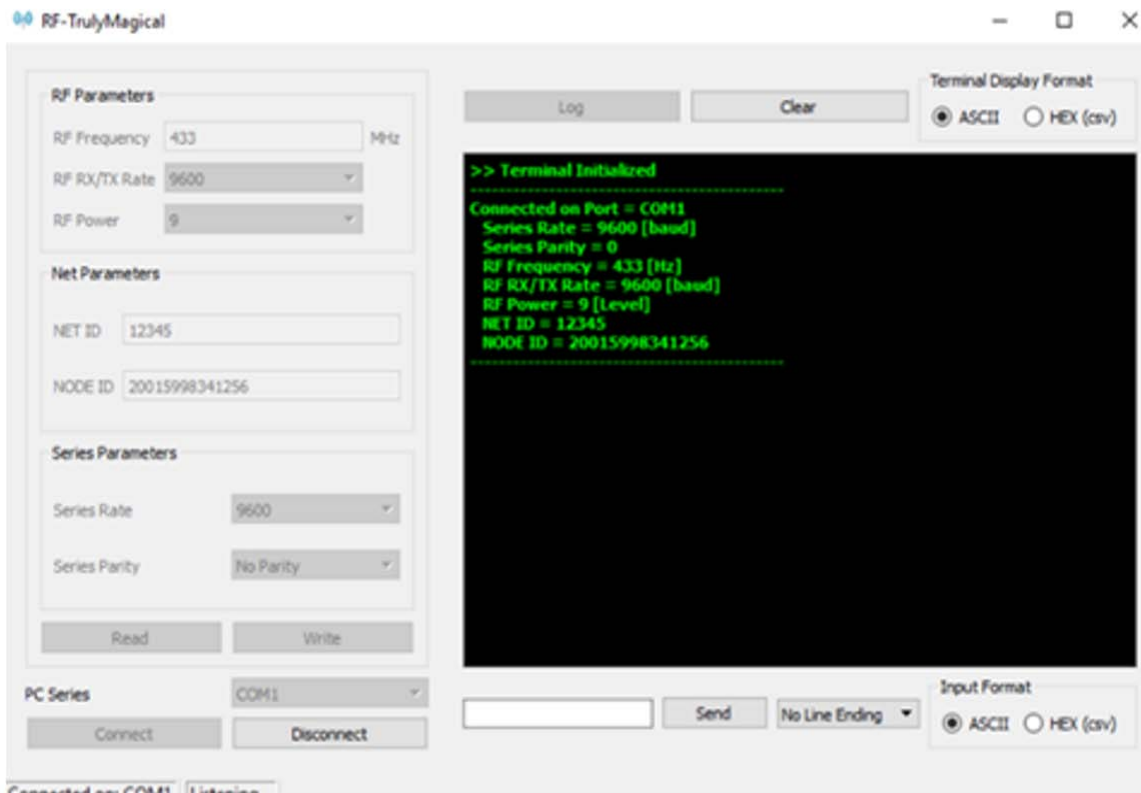 RF-TrulyMagical
RF Parameters
RF Frequency 433 MHz
RF RX/TX Rate 9600
RF Power 9
Net Parameters
NET ID 12345
NODE ID 20015998341256
Series Parameters
Series Rate 9600
Series Parity No Parity
Read Write
PC Series COM1
Connect Disconnect
Log Clear
Terminal Display Format
ASCII HEX (csv)
>> Terminal Initialized
Connected on Port = COM1
Series Rate = 9600 [baud]
Series Parity = 0
RF Frequency = 433 [Hz]
RF RX/TX Rate = 9600 [baud]
RF Power = 9 [Level]
NET ID = 12345
NODE ID = 20015998341256
Send No Line Ending
Input Format
ASCII HEX (csv)
Connected on: COM1 Listening